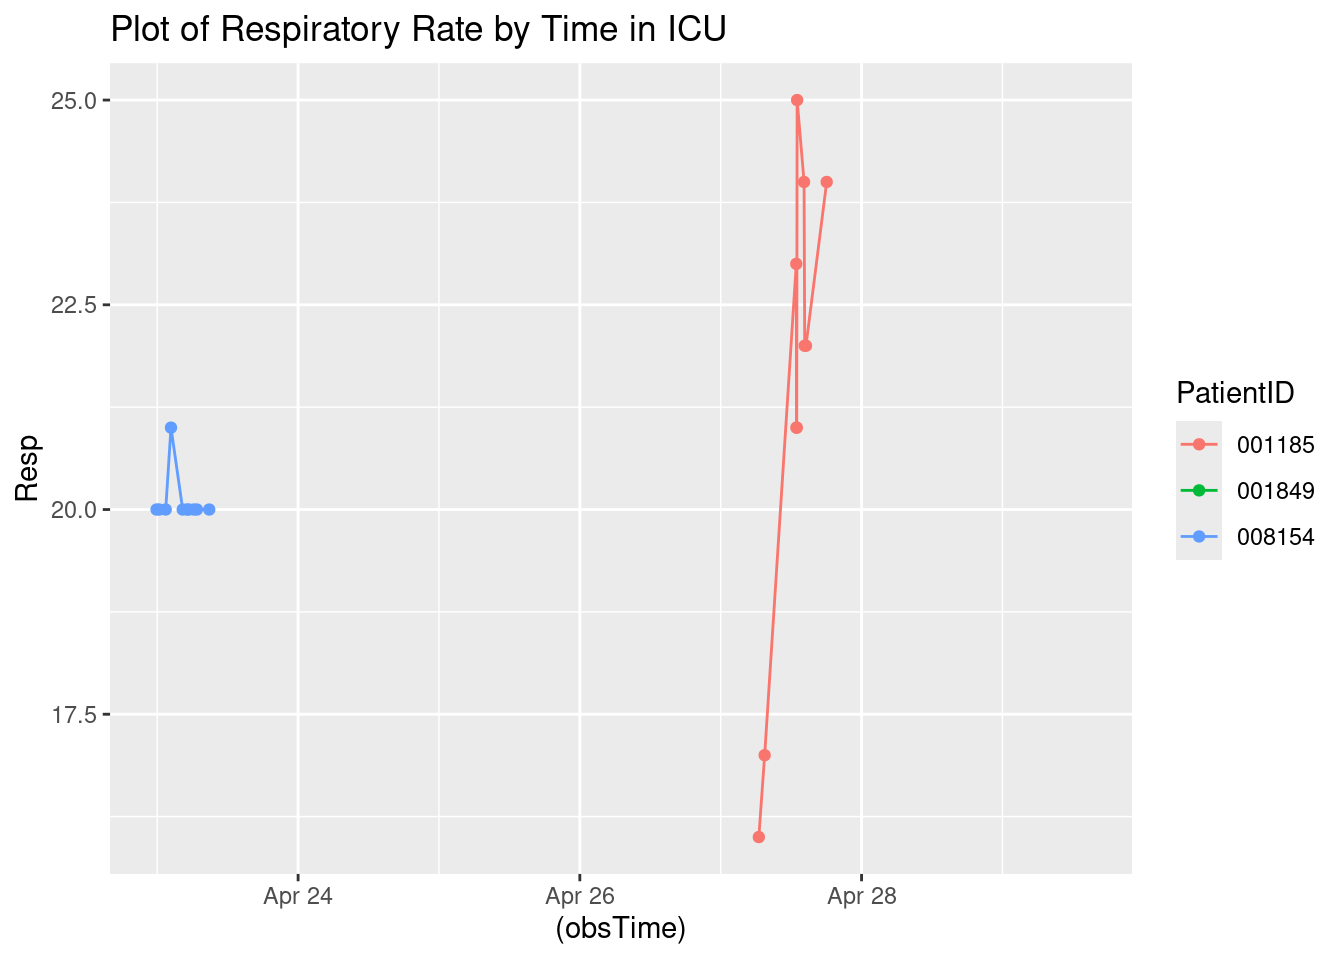 Plot of Respiratory Rate by Time in ICU
25.0
22.5
20.0
17.5
Resp
Apr 24
Apr 26
Apr 28
(obsTime)
PatientID
001185
001849
008154